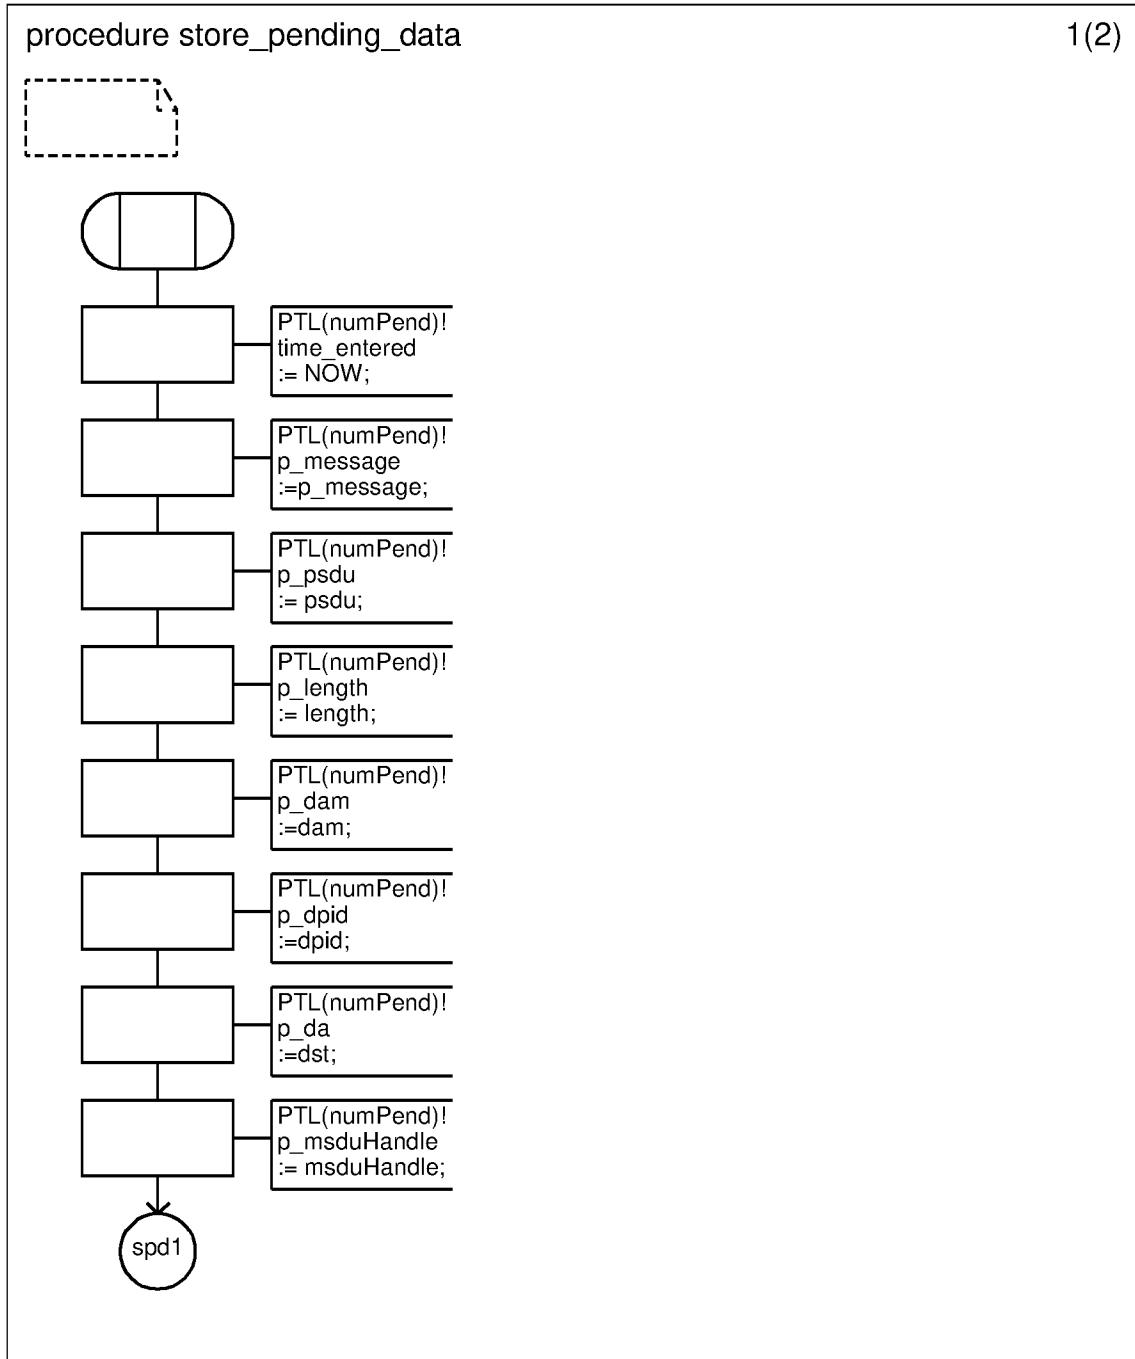 procedure store_pending_data
1(2)
PTL(numPend)!
time_entered
:= NOW;
PTL(numPend)!
p_message
:=p_message;
PTL(numPend)!
p_psdu
:= psdu;
PTL(numPend)!
p_length
:= length;
PTL(numPend)!
p_dam
:=dam;
PTL(numPend)!
p_dpid
:=dpid;
PTL(numPend)!
p_da
:=dst;
PTL(numPend)!
p_msduHandle
:= msduHandle;
spd1